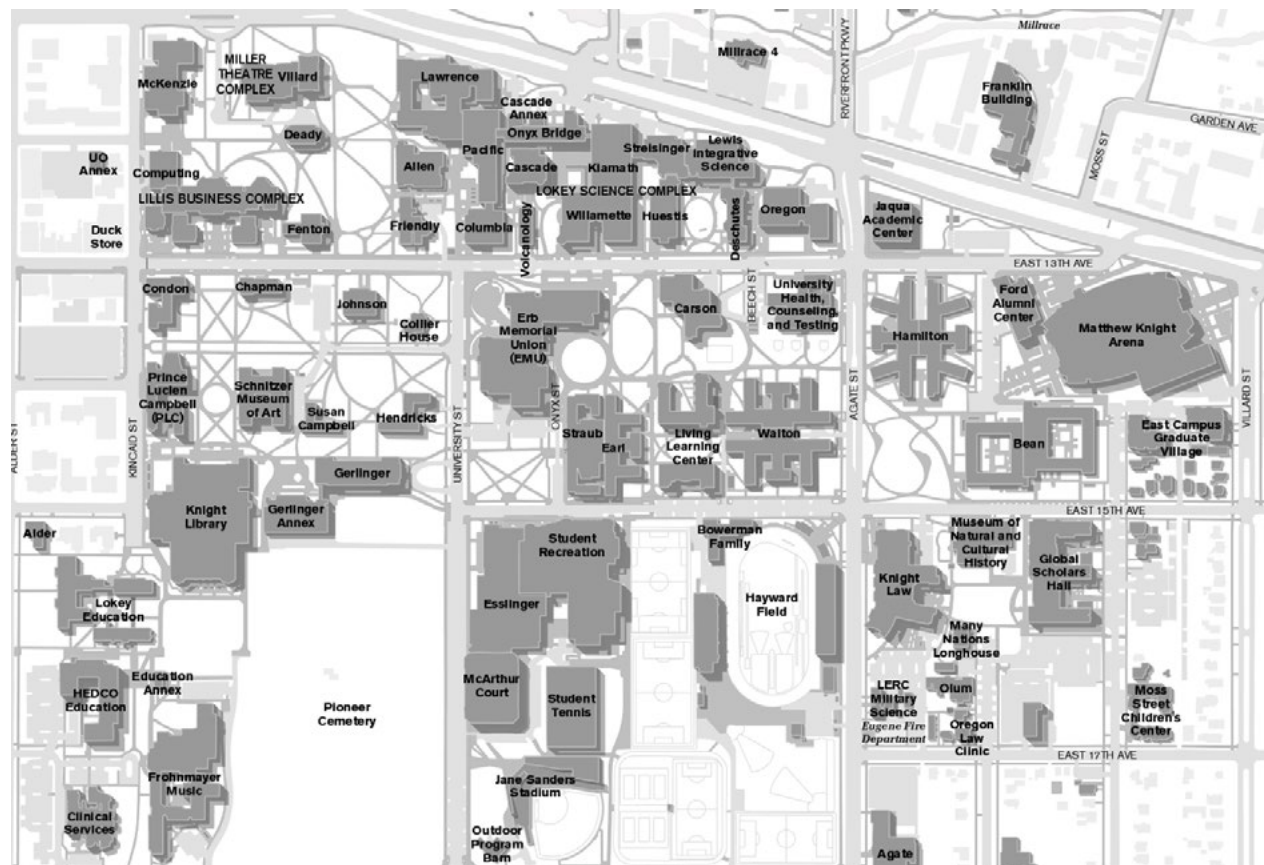 Millrace 4
Millrace
RIVERFRONT PKWY
McKenzie
MILLER
THEATRE
COMPLEX
Villard
Lawrence
Franklin
Building
GARDEN AVE
MOSS ST
Cascade
Annex
Onyx Bridge
Deady
Pacific
Streisinger
Lewis
Integrative
Science
UO
Annex
Computing
Allen
Cascade
Klamath
LOKEY SCIENCE COMPLEX
LILLIS BUSINESS COMPLEX
Duck
Store
Fenton
Friendly
Columbia
Volcanology
Willamette
Huestis
Deschutes
Oregon
Jaqua
Academic
Center
EAST 13TH AVE
Condon
Chapman
Johnson
Collier
House
Erb
Memorial
Union
(EMU)
Carson
BEECH ST
University
Health,
Counseling,
and Testing
Hamilton
Ford
Alumni
Center
Matthew Knight
Arena
Prince
Lucien
Campbell
(PLC)
Schnitzer
Museum
of Art
Susan
Campbell
Hendricks
ALDER ST
KINCAID ST
UNIVERSITY ST
ONYX ST
AGATE ST
VILLARD ST
Straub
Earl
Living
Learning
Center
Walton
Bean
East Campus
Graduate
Village
Gerlinger
Knight
Library
Gerlinger
Annex
EAST 15TH AVE
Alder
Student
Recreation
Bowerman
Family
Museum of
Natural and
Cultural
History
Global
Scholars
Hall
Knight
Law
Hayward
Field
Esslinger
Lokey
Education
Many
Nations
Longhouse
Education
Annex
HEDCO
Education
Pioneer
Cemetery
McArthur
Court
Student
Tennis
LERC
Military
Science
Eugene Fire
Department
Olum
Oregon
Law
Clinic
Moss
Street
Children's
Center
EAST 17TH AVE
Frohnmayer
Music
Jane Sanders
Stadium
Clinical
Services
Outdoor
Program
Barn
Agate